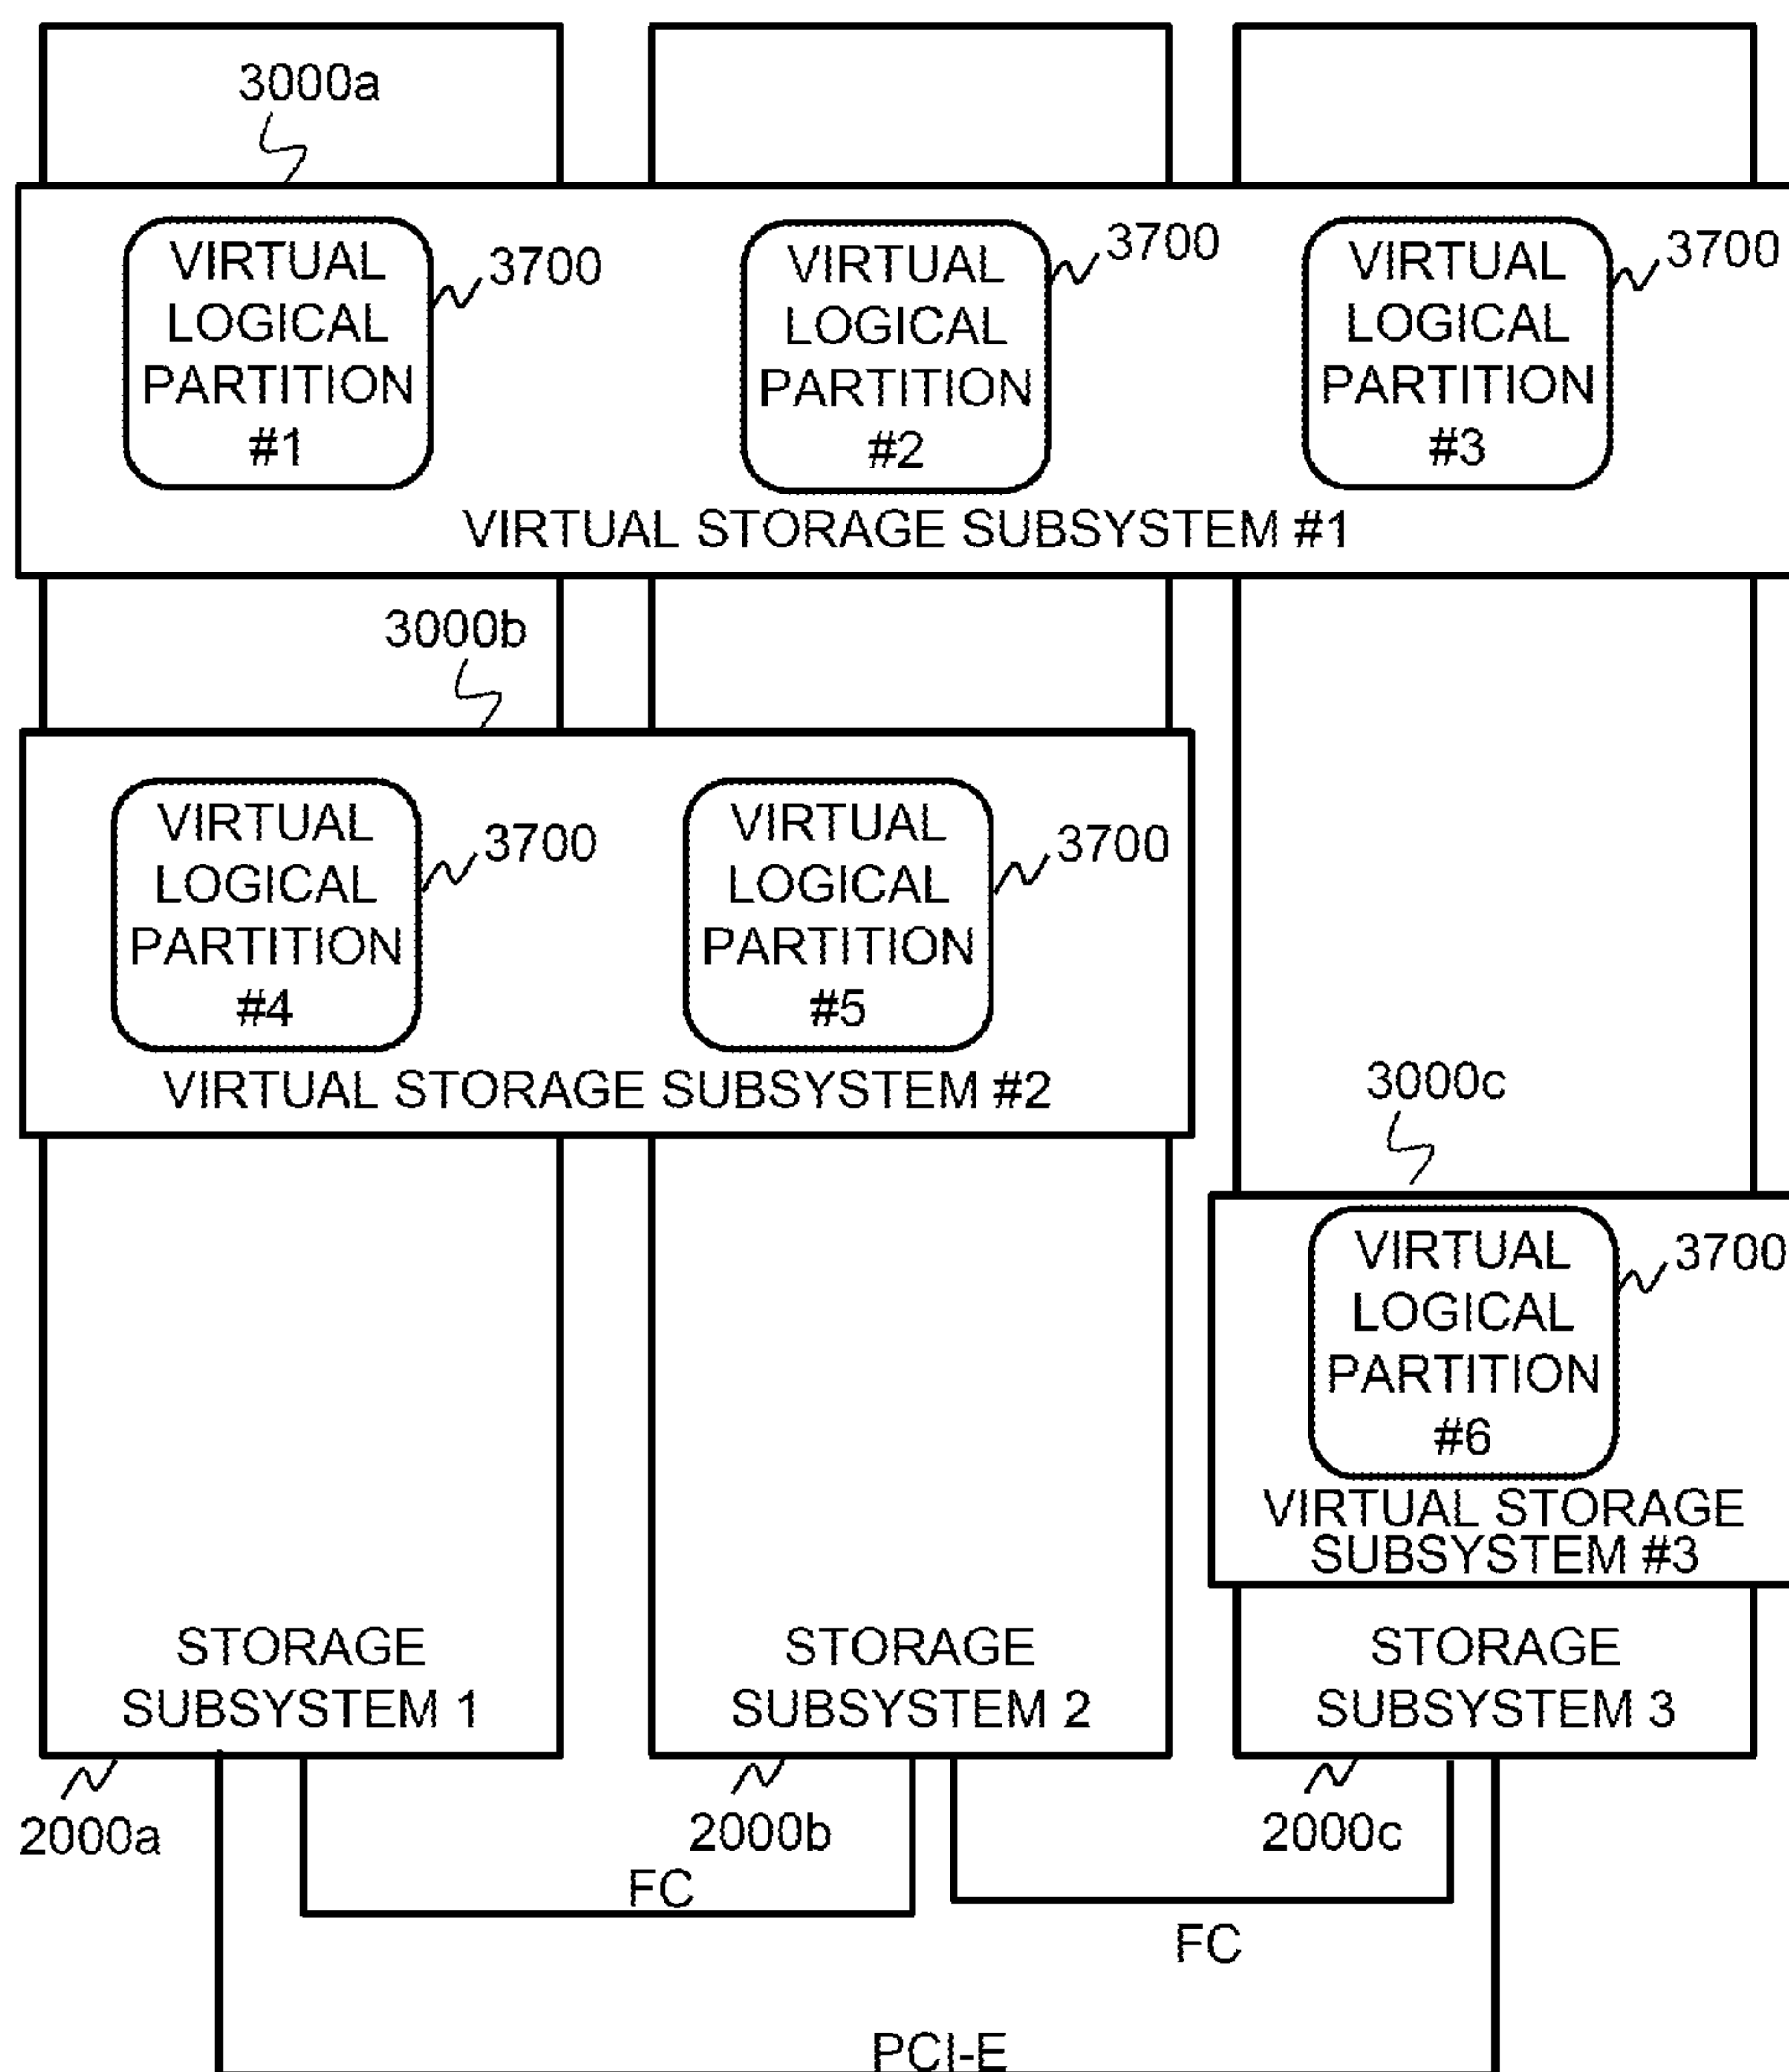 3000a
VIRTUAL
LOGICAL
PARTITION
#1
3700
VIRTUAL
LOGICAL
PARTITION
#2
3700
VIRTUAL
LOGICAL
PARTITION
#3
3700
VIRTUAL STORAGE SUBSYSTEM #1
3000b
VIRTUAL
LOGICAL
PARTITION
#4
3700
VIRTUAL
LOGICAL
PARTITION
#5
3700
VIRTUAL STORAGE SUBSYSTEM #2
3000c
VIRTUAL
LOGICAL
PARTITION
#6
3700
VIRTUAL STORAGE
SUBSYSTEM #3
STORAGE
SUBSYSTEM 1
STORAGE
SUBSYSTEM 2
STORAGE
SUBSYSTEM 3
2000a
2000b
2000c
FC
FC
PCI-E